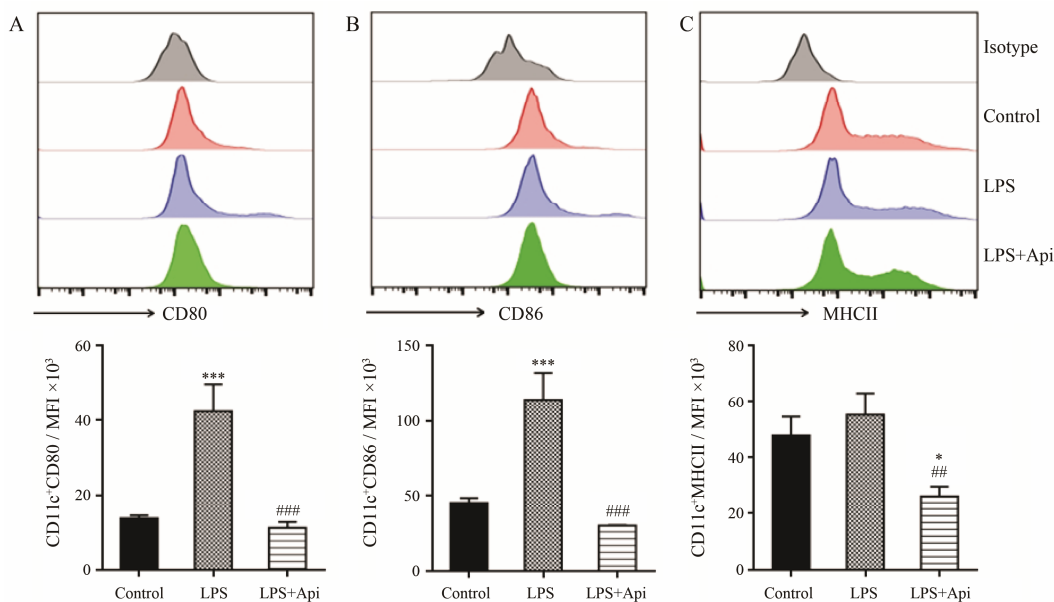 A
B
C
Isotype
Control
LPS
LPS+Api
CD80
CD86
MHCII
CD11c⁺CD80 / MFI ×10³
60
40
20
0
***
###
Control LPS LPS+Api
CD11c⁺CD86 / MFI ×10³
150
100
50
0
***
###
Control LPS LPS+Api
CD11c⁺MHCII / MFI ×10³
80
60
40
20
0
*
##
Control LPS LPS+Api